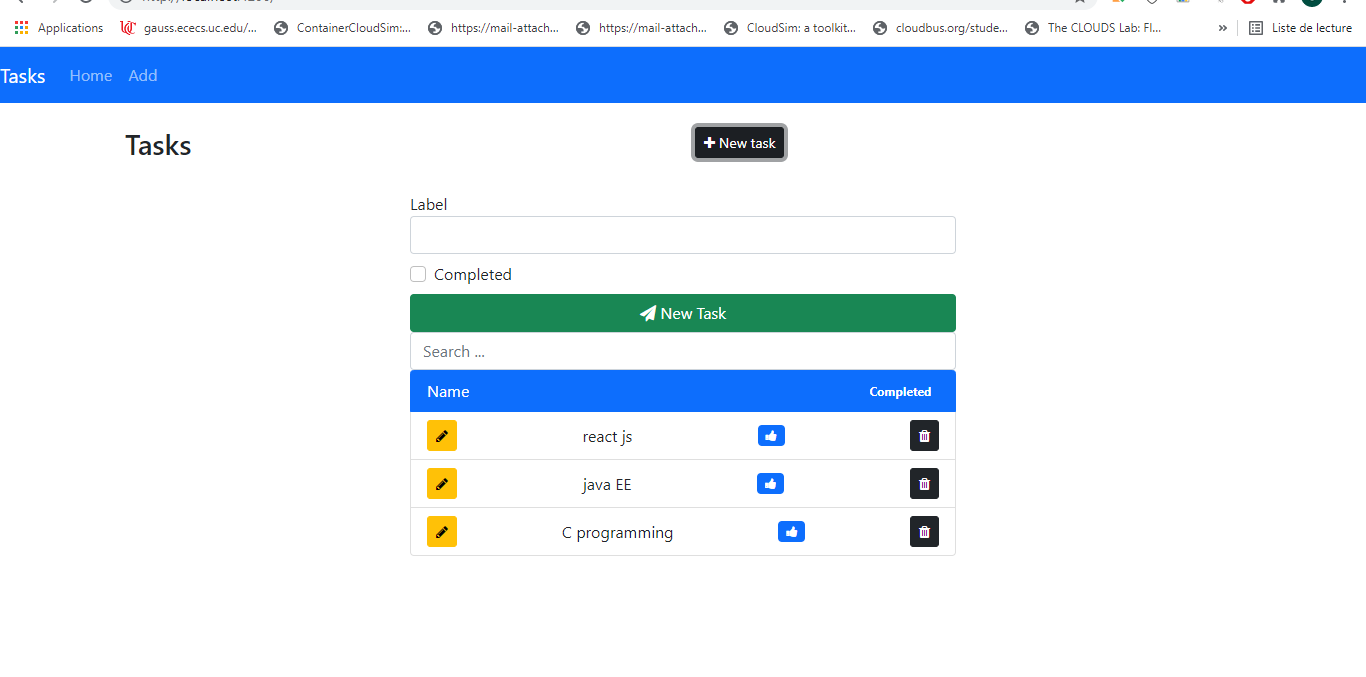 Applications gauss.ececs.uc.edu/... ContainerCloudSim:... https://mail-attach... https://mail-attach... CloudSim: a toolkit... cloudbus.org/stude... The CLOUDS Lab: Fl... » Liste de lecture
Tasks Home Add
Tasks New task
Label
Completed
New Task
Search ...
Name Completed
react js
java EE
C programming